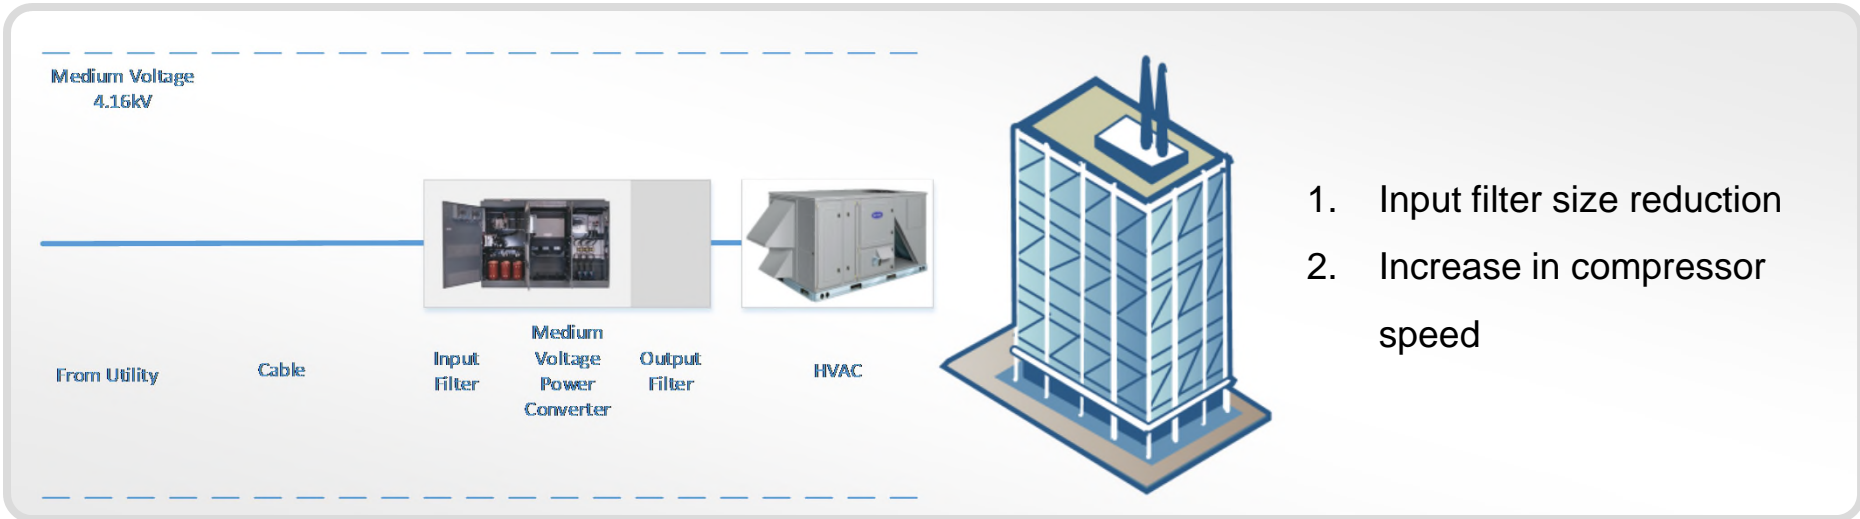 Medium Voltage
4.16kV
From Utility
Cable
Input
Filter
Medium
Voltage
Power
Converter
Output
Filter
HVAC
1. Input filter size reduction
2. Increase in compressor
speed